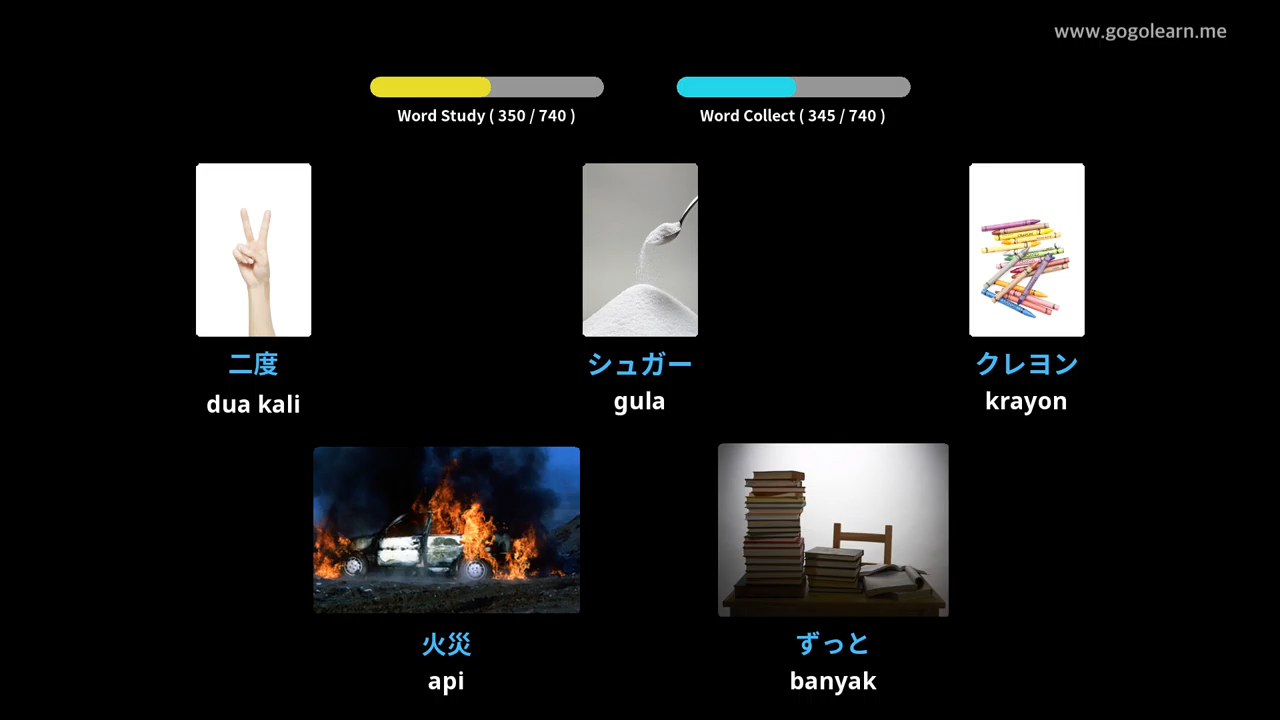 www.gogolearn.me
Word Study ( 350 / 740 )
Word Collect ( 345 / 740 )
二度
dua kali
シュガー
gula
クレヨン
krayon
火災
api
ずっと
banyak